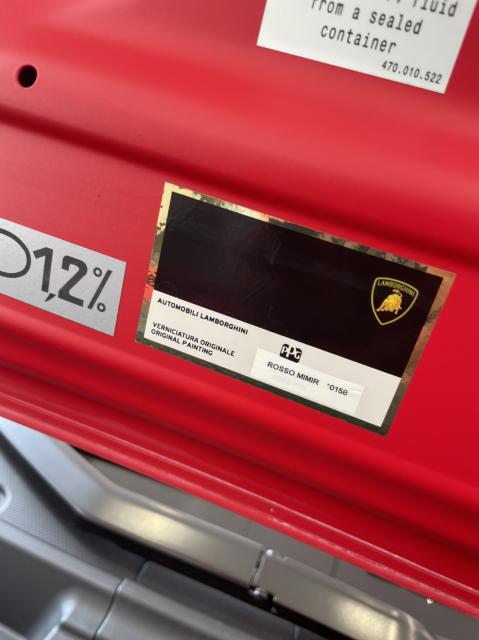 from a sealed
container
470.010.522
1,2%
LAMBORGHINI
AUTOMOBILI LAMBORGHINI
VERNICIATURA ORIGINALE
ORIGINAL PAINTING
PPG
ROSSO MIMIR *0156